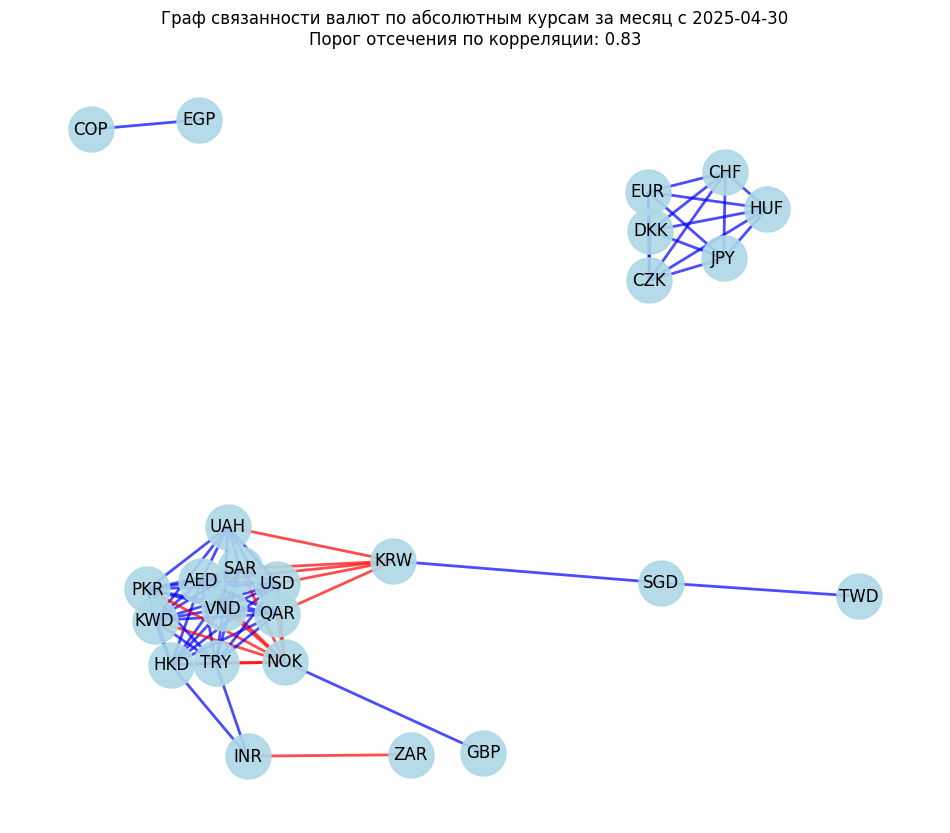 Граф связанности валют по абсолютным курсам за месяц с 2025-04-30
Порог отсечения по корреляции: 0.83
COP
EGP
CHF
EUR
HUF
DKK
JPY
CZK
UAH
KRW
SAR
AED
USD
PKR
SGD
TWD
VND
QAR
KWD
HKD
TRY
NOK
INR
ZAR
GBP